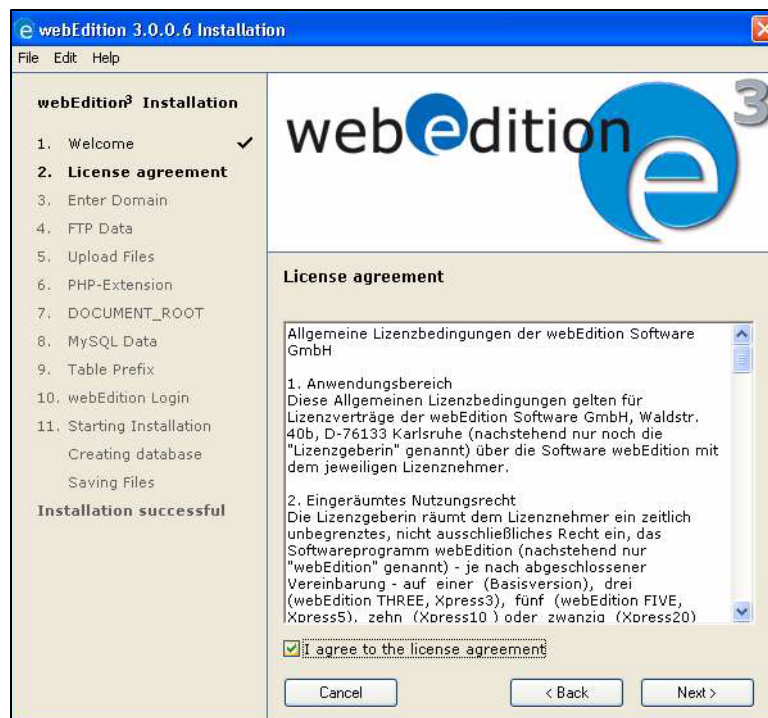 webEdition 3.0.0.6 Installation
File Edit Help
webEdition³ Installation
1. Welcome
2. License agreement
3. Enter Domain
4. FTP Data
5. Upload Files
6. PHP-Extension
7. DOCUMENT_ROOT
8. MySQL Data
9. Table Prefix
10. webEdition Login
11. Starting Installation
Creating database
Saving Files
Installation successful
webedition
e3
License agreement
Allgemeine Lizenzbedingungen der webEdition Software
GmbH
1. Anwendungsbereich
Diese Allgemeinen Lizenzbedingungen gelten für
Lizenzverträge der webEdition Software GmbH, Waldstr.
40b, D-76133 Karlsruhe (nachstehend nur noch die
"Lizenzgeberin" genannt) über die Software webEdition mit
dem jeweiligen Lizenznehmer.
2. Eingeräumtes Nutzungsrecht
Die Lizenzgeberin räumt dem Lizenznehmer ein zeitlich
unbegrenztes, nicht ausschließliches Recht ein, das
Softwareprogramm webEdition (nachstehend nur
"webEdition" genannt) - je nach abgeschlossener
Vereinbarung - auf einer (Basisversion), drei
(webEdition THREE, Xpress3), fünf (webEdition FIVE,
Xpress5), zehn (Xpress10 ) oder zwanzig (Xpress20)
I agree to the license agreement
Cancel
< Back
Next >